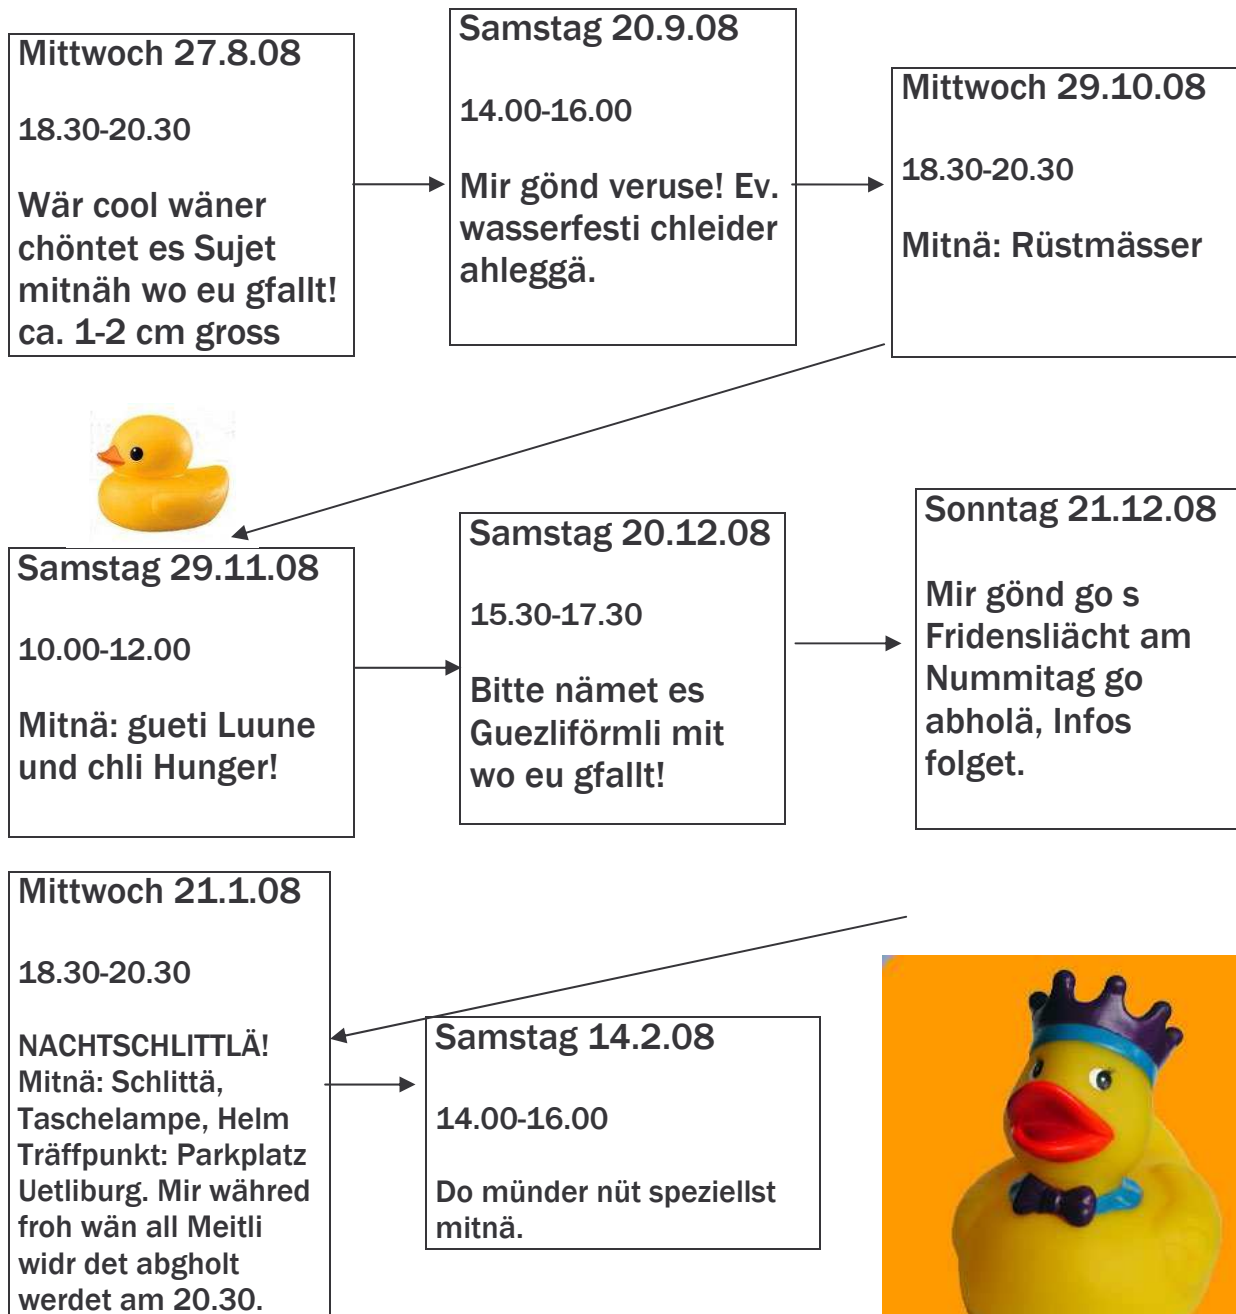 Mittwoch 27.8.08
18.30-20.30
Wär cool wäner
chöntet es Sujet
mitnäh wo eu gfallt!
ca. 1-2 cm gross
Samstag 20.9.08
14.00-16.00
Mir gönd veruse! Ev.
wasserfesti chleider
ahleggä.
Mittwoch 29.10.08
18.30-20.30
Mitnä: Rüstmässer
Samstag 29.11.08
10.00-12.00
Mitnä: gueti Luune
und chli Hunger!
Samstag 20.12.08
15.30-17.30
Bitte nämet es
Guezliförmli mit
wo eu gfallt!
Sonntag 21.12.08
Mir gönd go s
Fridensliächt am
Nummitag go
abholä, Infos
folget.
Mittwoch 21.1.08
18.30-20.30
NACHTSCHLITTLÄ!
Mitnä: Schlittä,
Taschelampe, Helm
Träffpunkt: Parkplatz
Uetliburg. Mir währed
froh wän all Meitli
widr det abgholt
werdet am 20.30.
Samstag 14.2.08
14.00-16.00
Do münder nüt speziellst
mitnä.